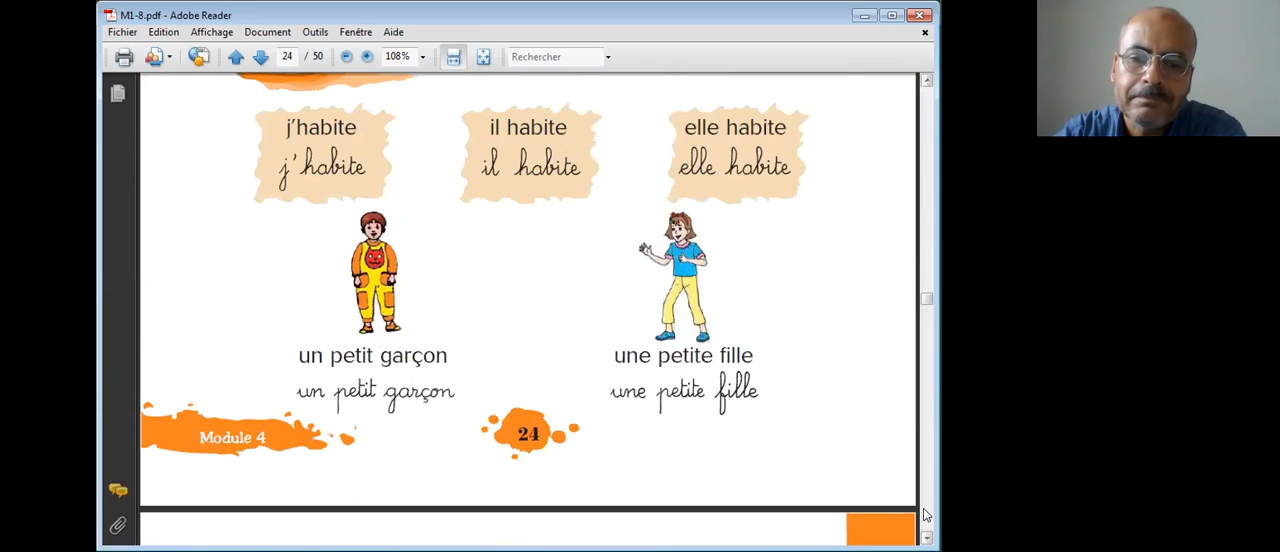 M1-8.pdf - Adobe Reader
Fichier Edition Affichage Document Outils Fenêtre Aide
24 / 50 108% Rechercher
j'habite il habite elle habite
j'habite il habite elle habite
un petit garçon une petite fille
un petit garçon une petite fille
Module 4 24